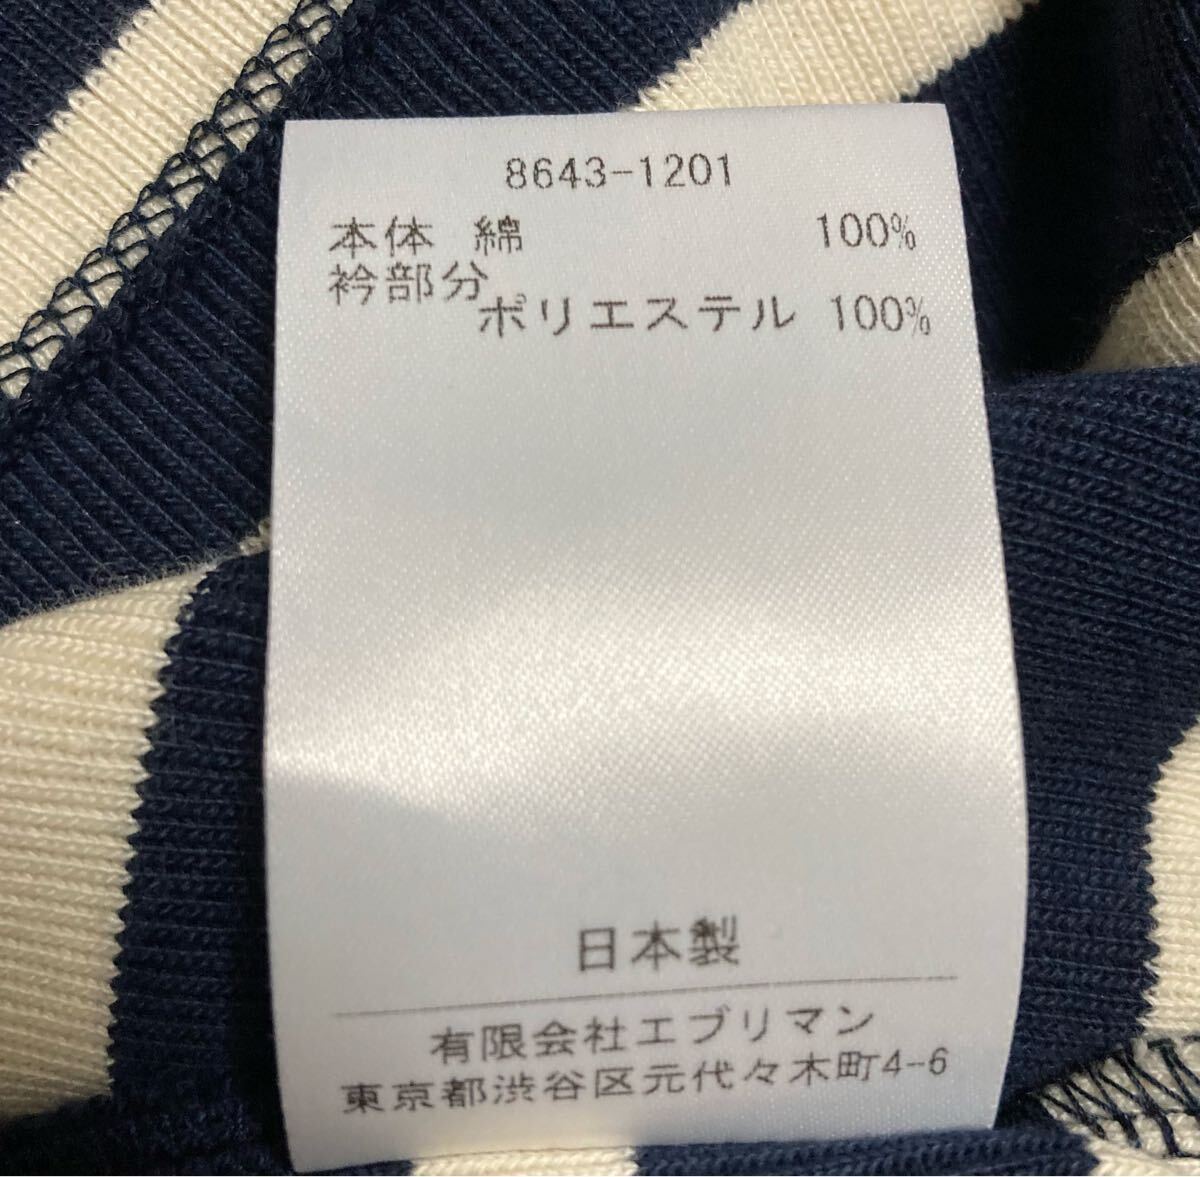 8643-1201
本体 綿 100%
衿部分
ポリエステル 100%
日本製
有限会社エブリマン
東京都渋谷区元代々木町4-6